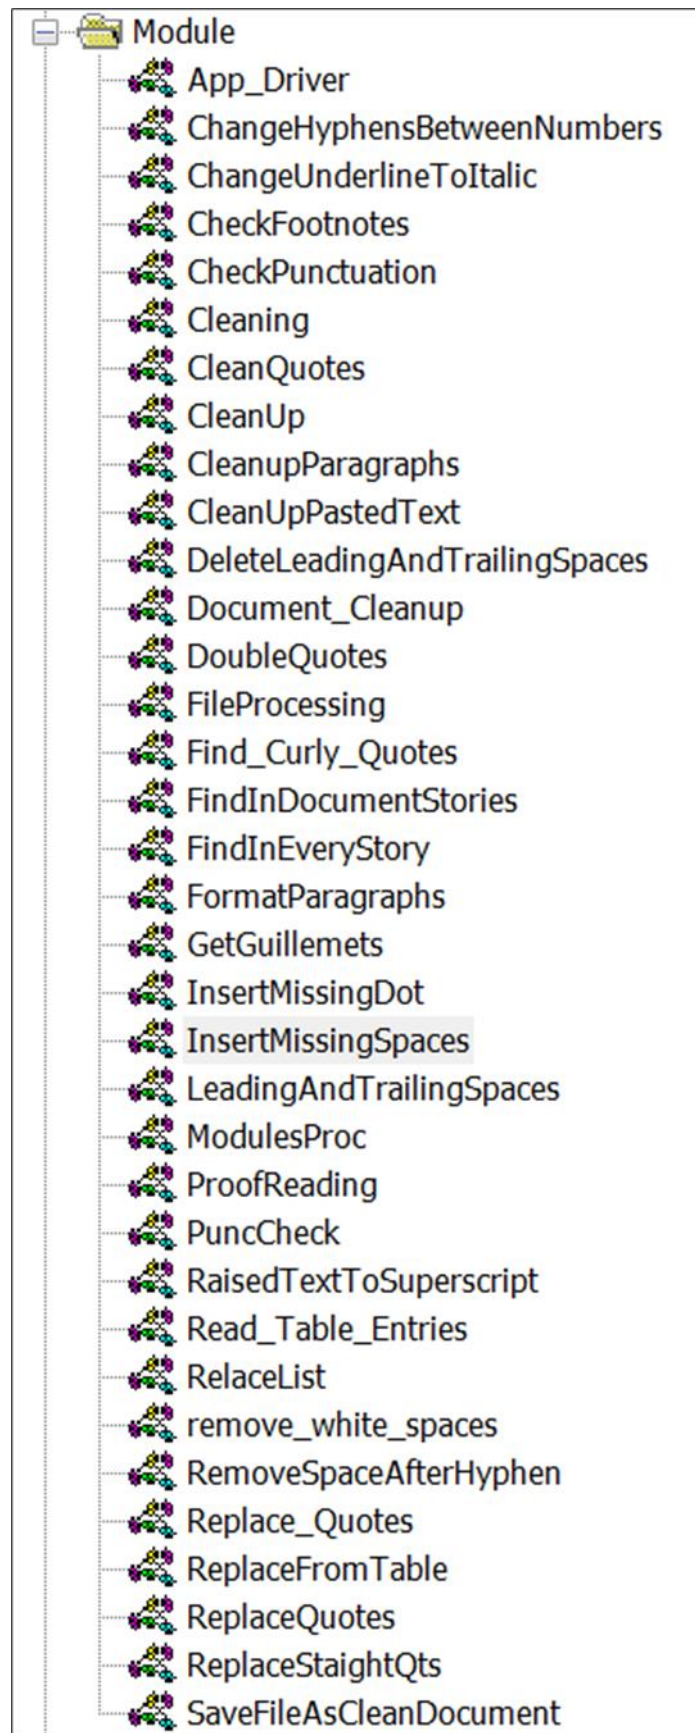 Module
App_Driver
ChangeHyphensBetweenNumbers
ChangeUnderlineToItalic
CheckFootnotes
CheckPunctuation
Cleaning
CleanQuotes
CleanUp
CleanupParagraphs
CleanUpPastedText
DeleteLeadingAndTrailingSpaces
Document_Cleanup
DoubleQuotes
FileProcessing
Find_Curly_Quotes
FindInDocumentStories
FindInEveryStory
FormatParagraphs
GetGuillemets
InsertMissingDot
InsertMissingSpaces
LeadingAndTrailingSpaces
ModulesProc
ProofReading
PuncCheck
RaisedTextToSuperscript
Read_Table_Entries
RelaceList
remove_white_spaces
RemoveSpaceAfterHyphen
Replace_Quotes
ReplaceFromTable
ReplaceQuotes
ReplaceStaightQts
SaveFileAsCleanDocument